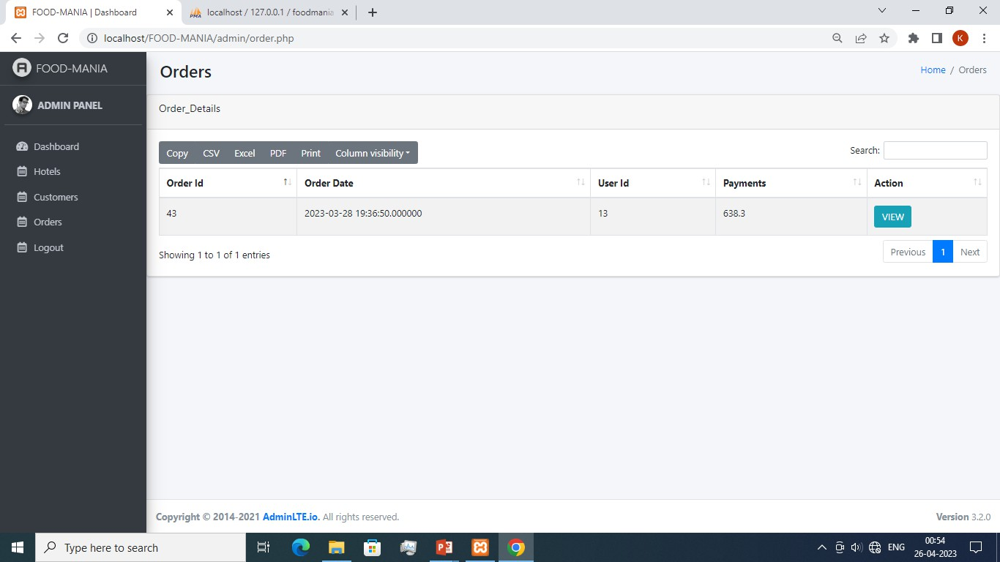 FOOD-MANIA | Dashboard
localhost / 127.0.0.1 / foodmania
localhost/FOOD-MANIA/admin/order.php
K
FOOD-MANIA
Orders
Home / Orders
ADMIN PANEL
Order_Details
Dashboard
Hotels
Customers
Orders
Logout
Copy CSV Excel PDF Print Column visibility
Search:
Order Id Order Date User Id Payments Action
43 2023-03-28 19:36:50.000000 13 638.3 VIEW
Showing 1 to 1 of 1 entries
Previous 1 Next
Copyright © 2014-2021 AdminLTE.io. All rights reserved.
Version 3.2.0
Type here to search
ENG
00:54
26-04-2023